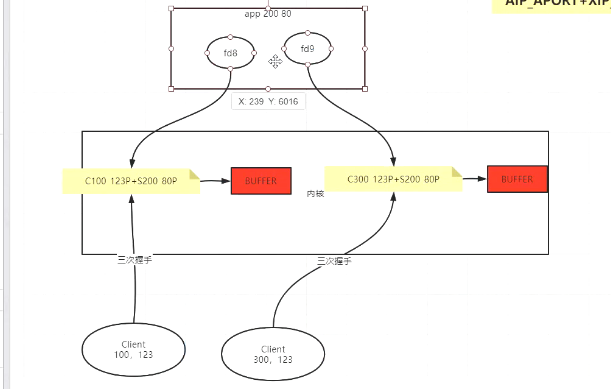 AIP_APORT+XIP_
app 200 80
fd8
fd9
X: 239 Y: 6016
C100 123P+S200 80P
BUFFER
C300 123P+S200 80P
BUFFER
内核
三次握手
三次握手
Client
100，123
Client
300，123